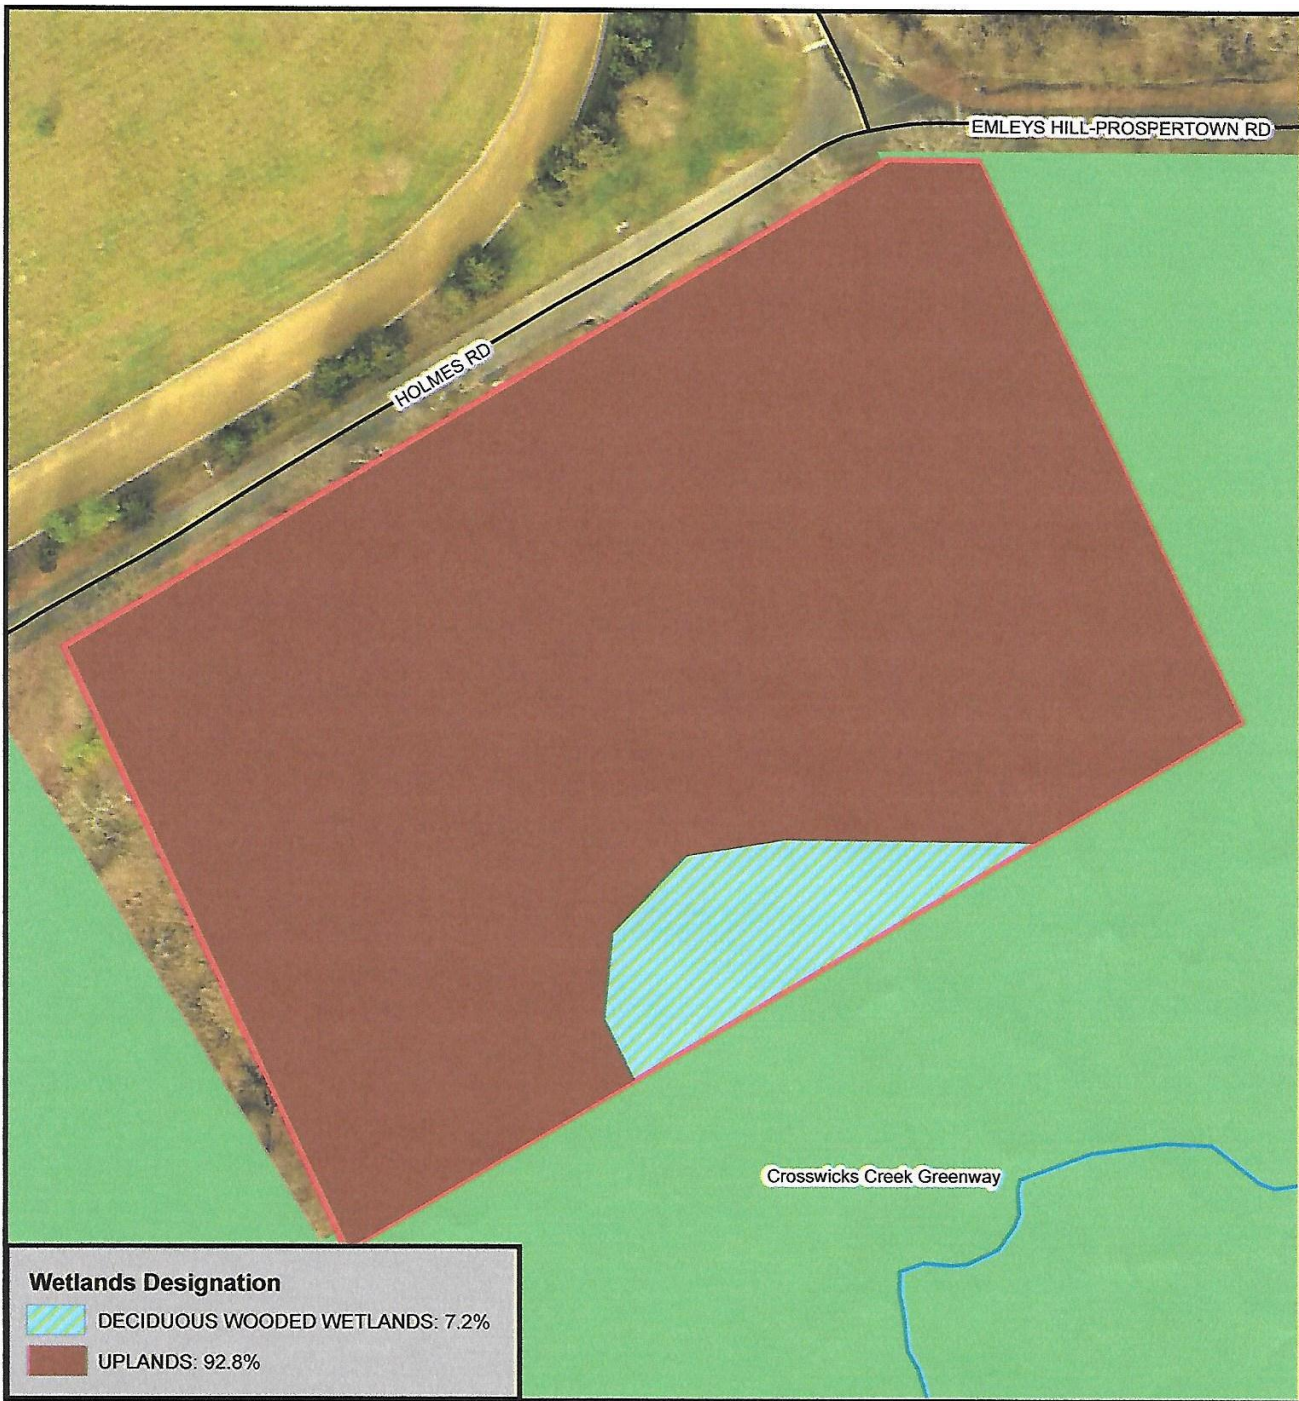 EMLEYS HILL-PROSPERTOWN RD
HOLMES RD
Crosswicks Creek Greenway
Wetlands Designation
DECIDUOUS WOODED WETLANDS: 7.2%
UPLANDS: 92.8%